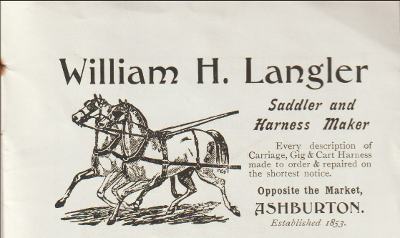 William H. Langler
Saddler and
Harness Maker
Every description of
Carriage, Gig & Cart Harness
made to order & repaired on
the shortest notice.
Opposite the Market,
ASHBURTON.
Established 1853.